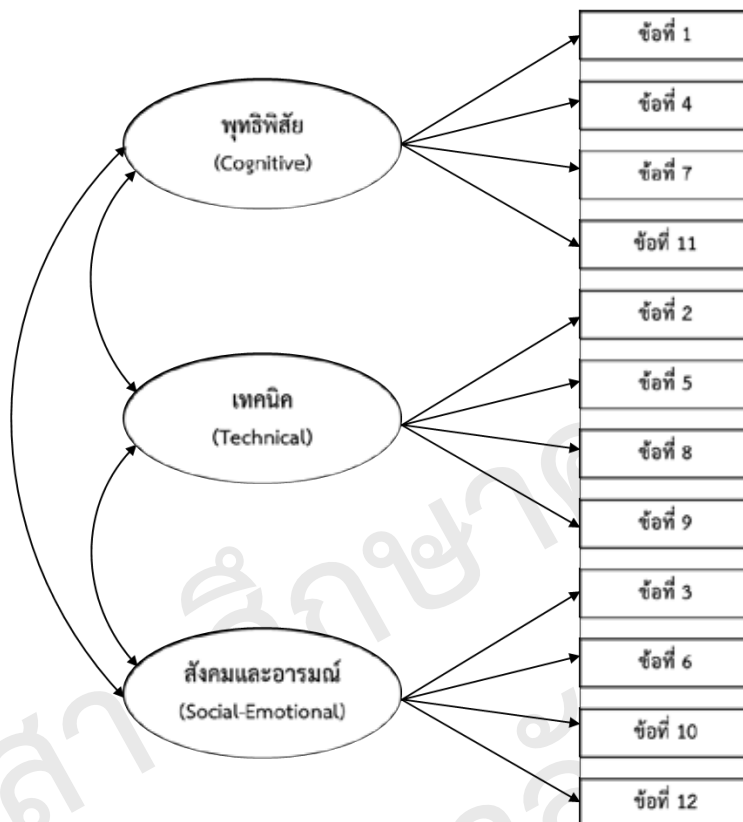 ข้อที่ 1
ข้อที่ 4
พุทธิพิสัย
(Cognitive)
ข้อที่ 7
ข้อที่ 11
ข้อที่ 2
ข้อที่ 5
เทคนิค
(Technical)
ข้อที่ 8
ข้อที่ 9
ข้อที่ 3
ข้อที่ 6
สังคมและอารมณ์
(Social-Emotional)
ข้อที่ 10
ข้อที่ 12